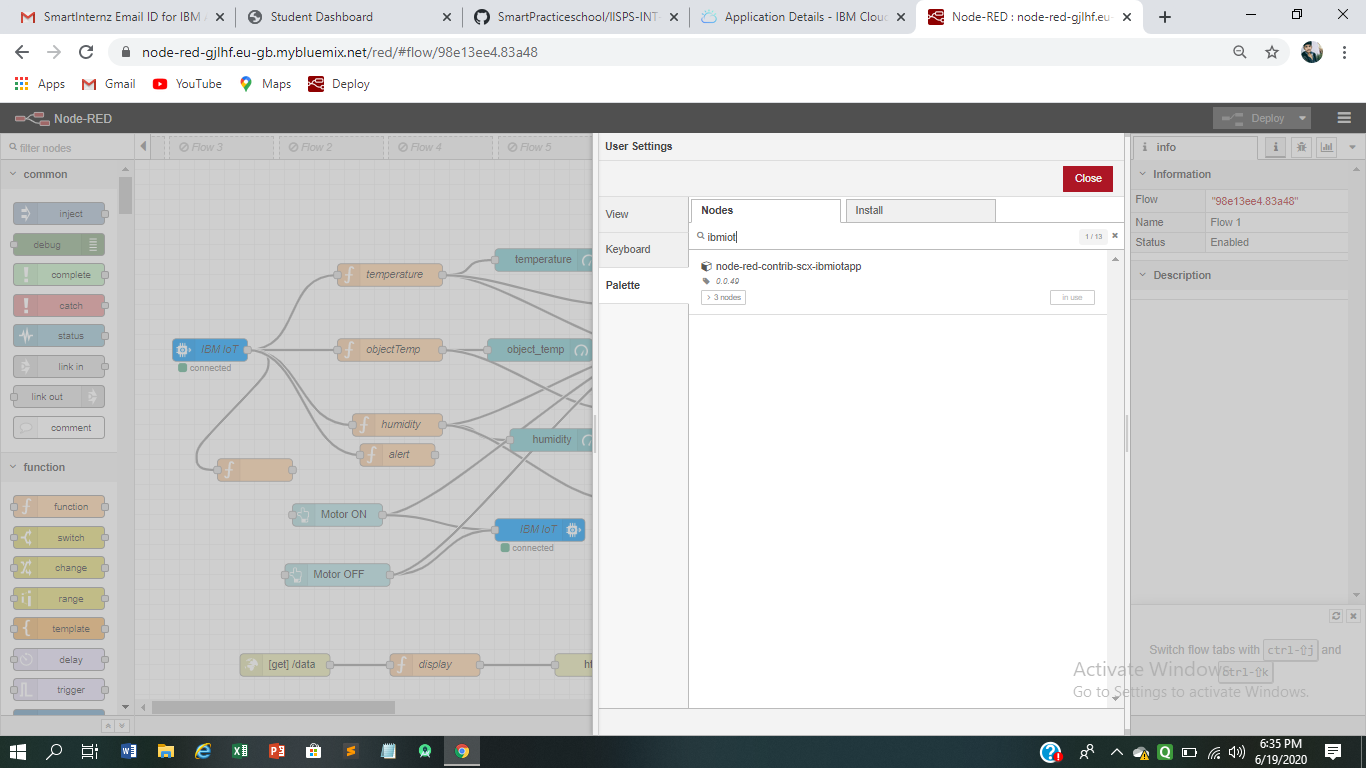 SmartInternz Email ID for IBM A
Student Dashboard
SmartPracticeschool/IISPS-INT-
Application Details - IBM Cloud
Node-RED : node-red-gjlhf.eu-
node-red-gjlhf.eu-gb.mybluemix.net/red/#flow/98e13ee4.83a48
Apps
Gmail
YouTube
Maps
Deploy
Node-RED
Deploy
filter nodes
common
inject
debug
complete
catch
status
link in
link out
comment
function
function
switch
change
range
template
delay
trigger
Flow 3
Flow 2
Flow 4
Flow 5
temperature
temperature
IBM IoT
connected
objectTemp
object_temp
humidity
humidity
alert
Motor ON
IBM IoT
connected
Motor OFF
[get] /data
display
User Settings
Close
View
Keyboard
Palette
Nodes
Install
ibmiot
1 / 13
node-red-contrib-scx-ibmiotapp
0.0.49
3 nodes
in use
info
Information
Flow
"98e13ee4.83a48"
Name
Flow 1
Status
Enabled
Description
Switch flow tabs with ctrl-⇧j and
ctrl-⇧k
Activate Windows
Go to Settings to activate Windows.
6:35 PM
6/19/2020